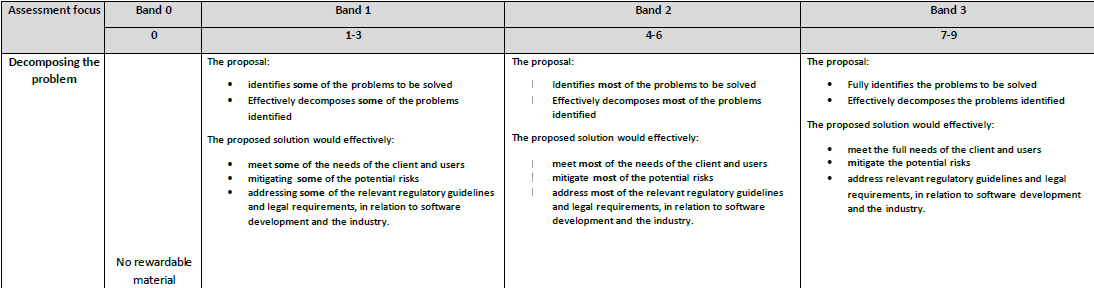 Assessment focus Band 0 Band 1 Band 2 Band 3
0 1-3 4-6 7-9
Decomposing the
problem
No rewardable
material
The proposal:
• identifies some of the problems to be solved
• Effectively decomposes some of the problems
identified
The proposed solution would effectively:
• meet some of the needs of the client and users
• mitigating some of the potential risks
• addressing some of the relevant regulatory guidelines
and legal requirements, in relation to software
development and the industry.
The proposal:
Identifies most of the problems to be solved
Effectively decomposes most of the problems
identified
The proposed solution would effectively:
meet most of the needs of the client and users
mitigate most of the potential risks
address most of the relevant regulatory guidelines
and legal requirements, in relation to software
development and the industry.
The proposal:
• Fully identifies the problems to be solved
• Effectively decomposes the problems identified
The proposed solution would effectively:
• meet the full needs of the client and users
• mitigate the potential risks
• address relevant regulatory guidelines and legal
requirements, in relation to software development
and the industry.